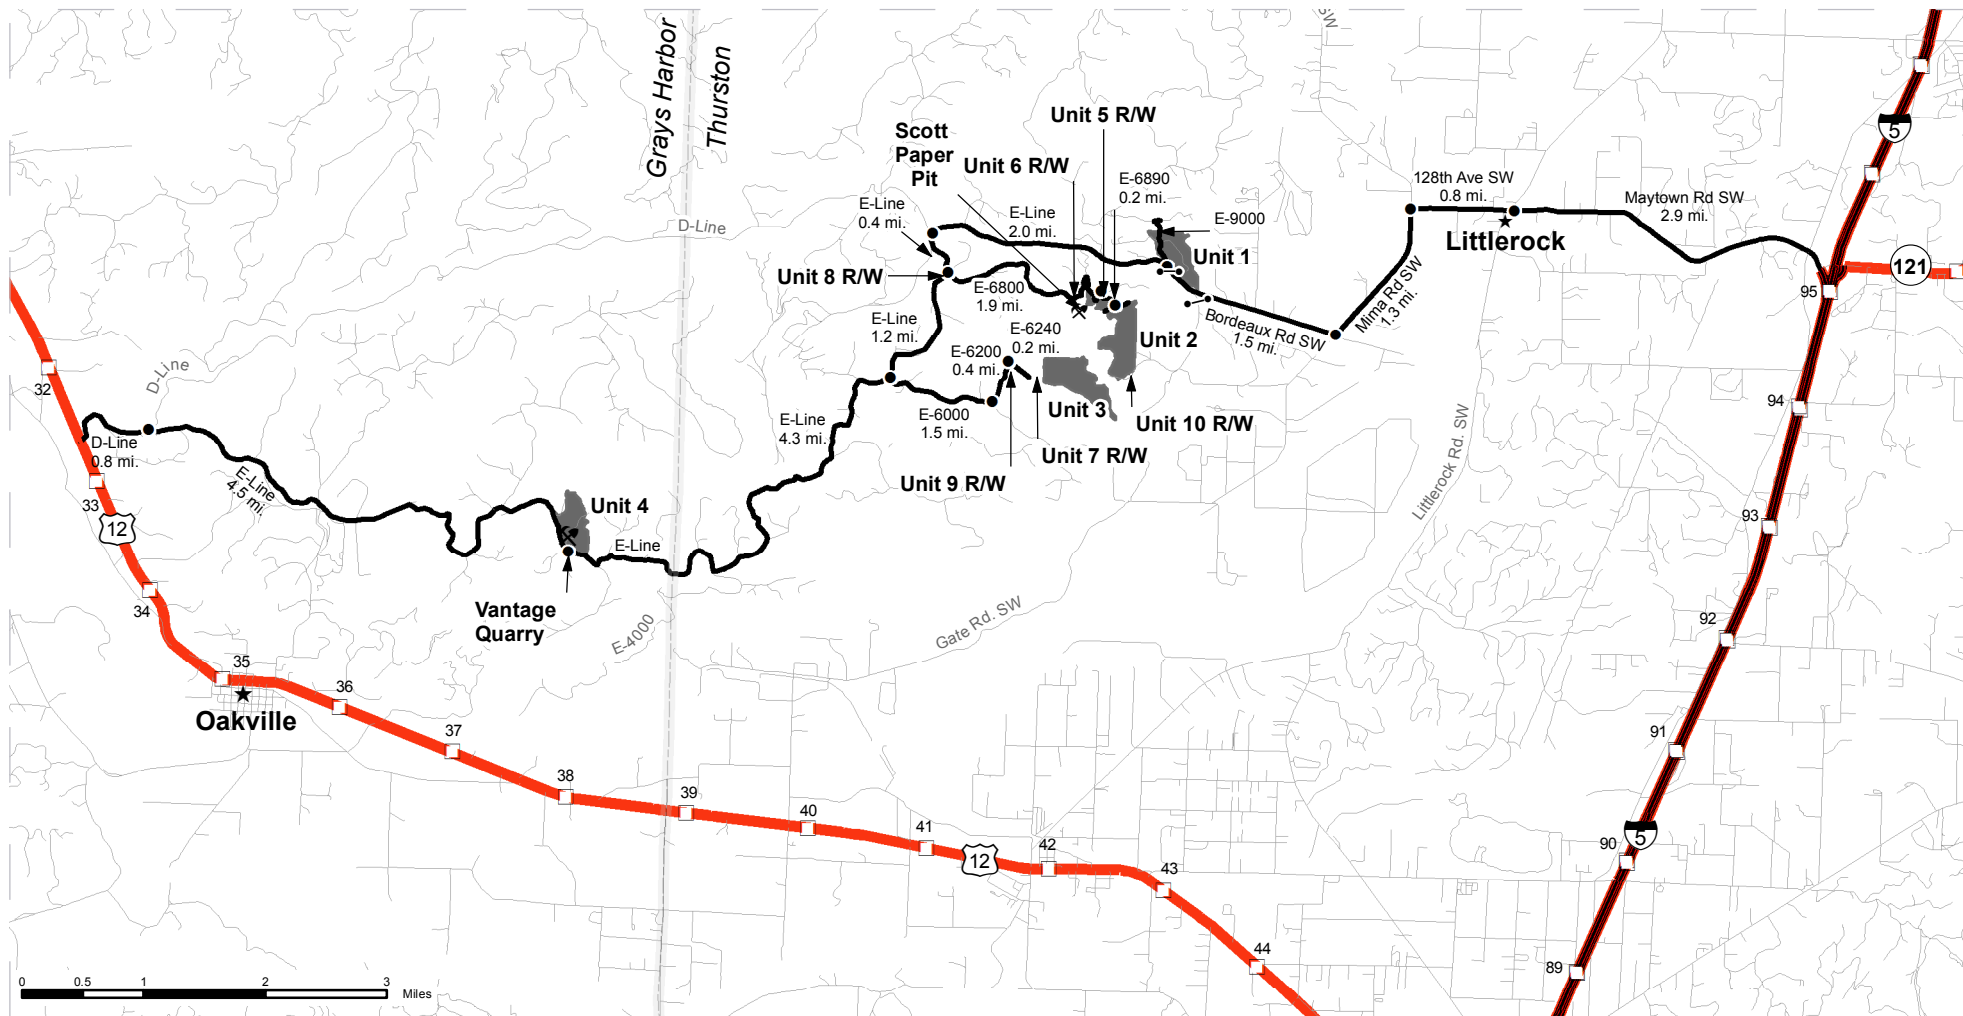 SW
Grays Harbor
Thurston
5
Unit 5 R/W
Scott
Paper
Pit
Unit 6 R/W
E-6890
0.2 mi.
128th Ave SW
0.8 mi.
Maytown Rd SW
2.9 mi.
E-Line
0.4 mi.
E-Line
2.0 mi.
E-9000
D-Line
Littlerock
Unit 1
121
Unit 8 R/W
E-6800
1.9 mi.
95
Mima Rd SW
1.3 mi.
Bordeaux Rd SW
1.5 mi.
E-Line
1.2 mi.
E-6240
0.2 mi.
Unit 2
E-6200
0.4 mi.
D-Line
32
94
Unit 3
E-6000
1.5 mi.
E-Line
4.3 mi.
Unit 10 R/W
D-Line
0.8 mi.
Unit 7 R/W
Littlerock Rd. SW
E-Line
4.5 mi.
Unit 9 R/W
33
12
Unit 4
93
E-Line
34
Vantage
Quarry
E-4000
Gate Rd. SW
92
35
36
Oakville
37
91
38
39
40
41
42
12
5
90
43
44
89
0 0.5 1 2 3
Miles